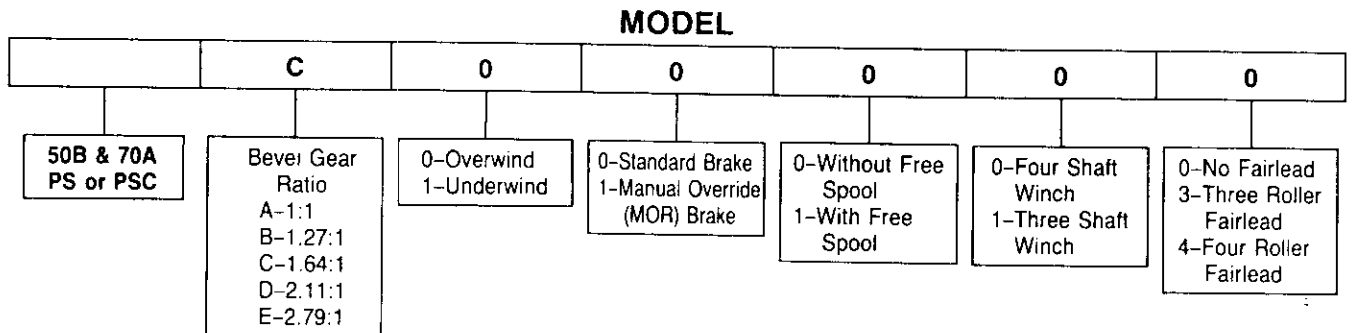 MODEL
C 0 0 0 0 0
50B & 70A
PS or PSC
Bevel Gear
Ratio
A–1:1
B–1.27:1
C–1.64:1
D–2.11:1
E–2.79:1
0–Overwind
1–Underwind
0–Standard Brake
1–Manual Override
(MOR) Brake
0–Without Free
Spool
1–With Free
Spool
0–Four Shaft
Winch
1–Three Shaft
Winch
0–No Fairlead
3–Three Roller
Fairlead
4–Four Roller
Fairlead